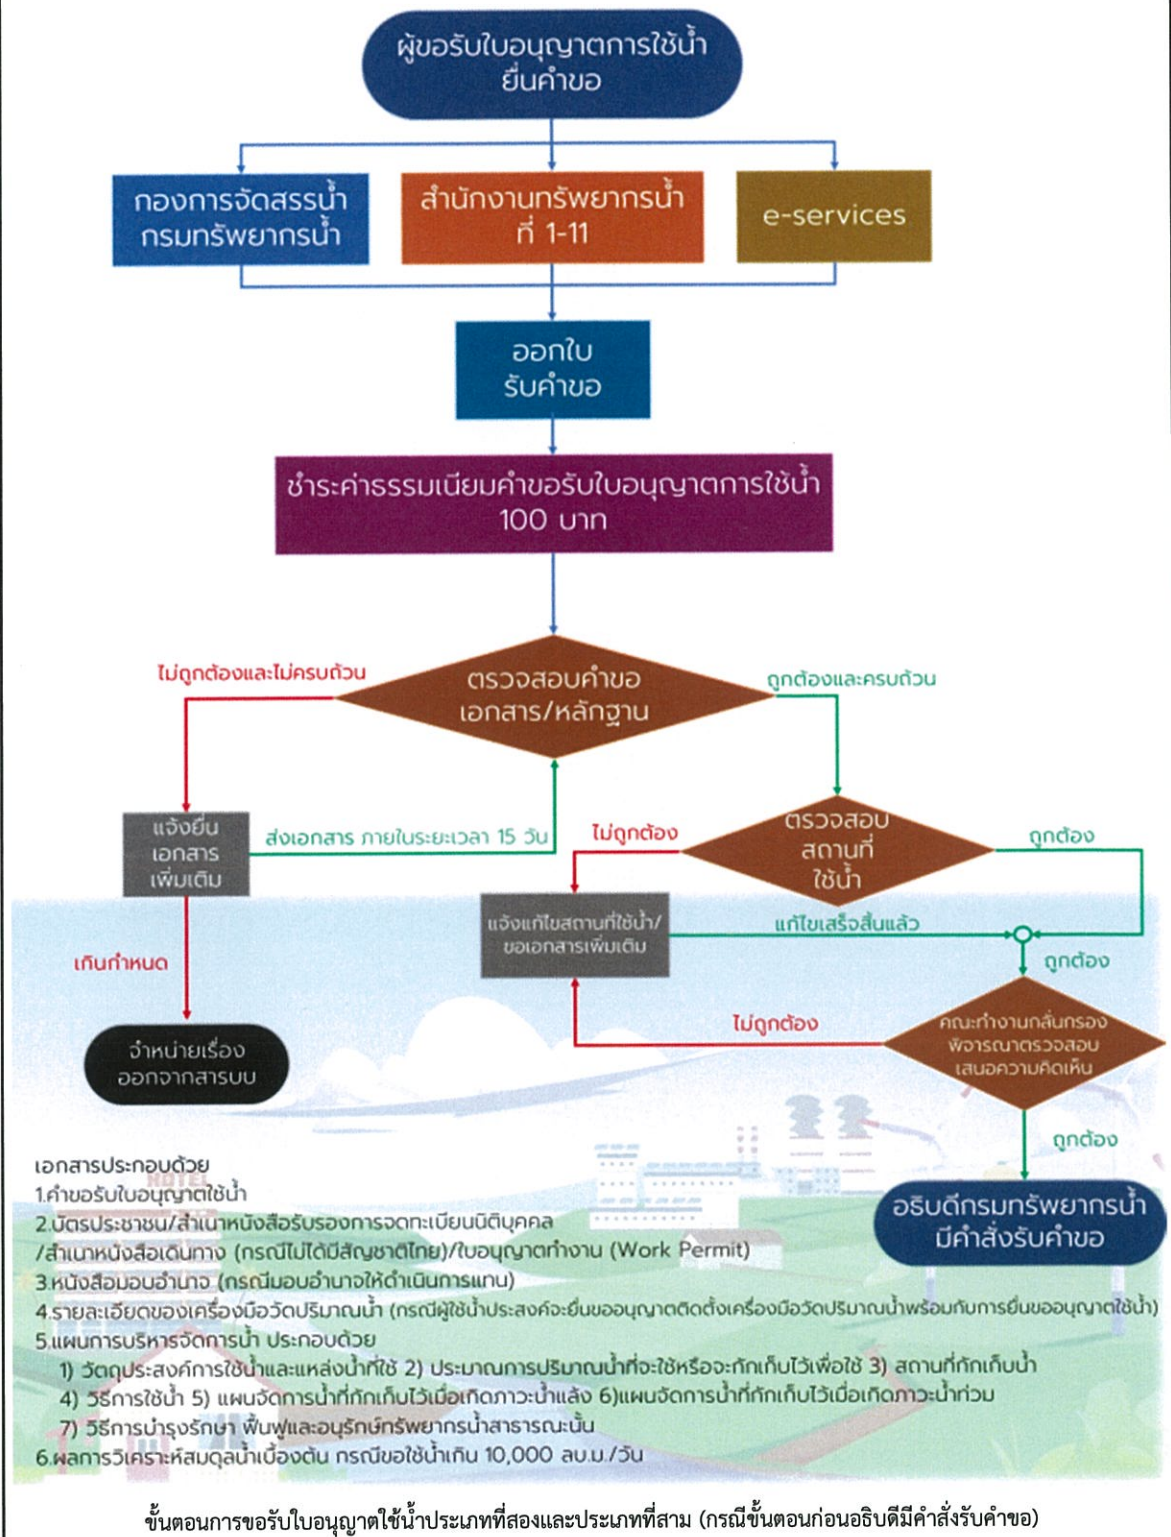 ผู้ขอรับใบอนุญาตการใช้น้ำ
ยื่นคำขอ
กองการจัดสรรน้ำ
กรมทรัพยากรน้ำ
สำนักงานทรัพยากรน้ำ
ที่ 1-11
e-services
ออกใบ
รับคำขอ
ชำระค่าธรรมเนียมคำขอรับใบอนุญาตการใช้น้ำ
100 บาท
ไม่ถูกต้องและไม่ครบถ้วน
ตรวจสอบคำขอ
เอกสาร/หลักฐาน
ถูกต้องและครบถ้วน
แจ้งยื่น
เอกสาร
เพิ่มเติม
ส่งเอกสาร ภายในระยะเวลา 15 วัน
ไม่ถูกต้อง
ตรวจสอบ
สถานที่
ใช้น้ำ
ถูกต้อง
แจ้งแก้ไขสถานที่ใช้น้ำ/
ขอเอกสารเพิ่มเติม
แก้ไขเสร็จสิ้นแล้ว
ถูกต้อง
เกินกำหนด
ไม่ถูกต้อง
คณะทำงานกลั่นกรอง
พิจารณาตรวจสอบ
เสนอความคิดเห็น
จำหน่ายเรื่อง
ออกจากสารบบ
ถูกต้อง
อธิบดีกรมทรัพยากรน้ำ
มีคำสั่งรับคำขอ
HOTEL
เอกสารประกอบด้วย
1.คำขอรับใบอนุญาตใช้น้ำ
2.บัตรประชาชน/สำเนาหนังสือรับรองการจดทะเบียนนิติบุคคล
/สำเนาหนังสือเดินทาง (กรณีไม่ได้มีสัญชาติไทย)/ใบอนุญาตทำงาน (Work Permit)
3.หนังสือมอบอำนาจ (กรณีมอบอำนาจให้ดำเนินการแทน)
4.รายละเอียดของเครื่องมือวัดปริมาณน้ำ (กรณีผู้ใช้น้ำประสงค์จะยื่นขออนุญาตติดตั้งเครื่องมือวัดปริมาณน้ำพร้อมกับการยื่นขออนุญาตใช้น้ำ)
5.แผนการบริหารจัดการน้ำ ประกอบด้วย
1) วัตถุประสงค์การใช้น้ำและแหล่งน้ำที่ใช้ 2) ประมาณการปริมาณน้ำที่จะใช้หรือจะกักเก็บไว้เพื่อใช้ 3) สถานที่กักเก็บน้ำ
4) วิธีการใช้น้ำ 5) แผนจัดการน้ำที่กักเก็บไว้เมื่อเกิดภาวะน้ำแล้ง 6)แผนจัดการน้ำที่กักเก็บไว้เมื่อเกิดภาวะน้ำท่วม
7) วิธีการบำรุงรักษา ฟื้นฟูและอนุรักษ์ทรัพยากรน้ำสาธารณะนั้น
6.ผลการวิเคราะห์สมดุลน้ำเบื้องต้น กรณีขอใช้น้ำเกิน 10,000 ลบ.ม./วัน
ขั้นตอนการขอรับใบอนุญาตใช้น้ำประเภทที่สองและประเภทที่สาม (กรณีขั้นตอนก่อนอธิบดีมีคำสั่งรับคำขอ)